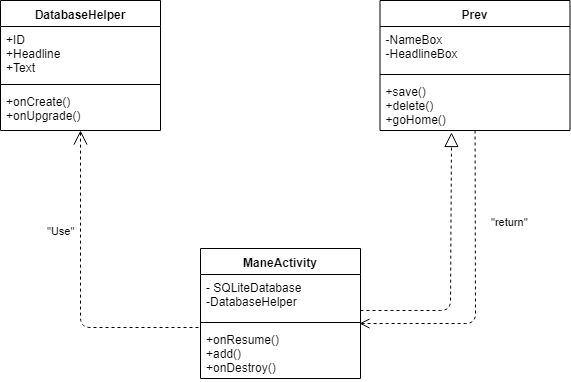 DatabaseHelper
+ID
+Headline
+Text
+onCreate()
+onUpgrade()
Prev
-NameBox
-HeadlineBox
+save()
+delete()
+goHome()
"Use"
"return"
ManeActivity
- SQLiteDatabase
-DatabaseHelper
+onResume()
+add()
+onDestroy()